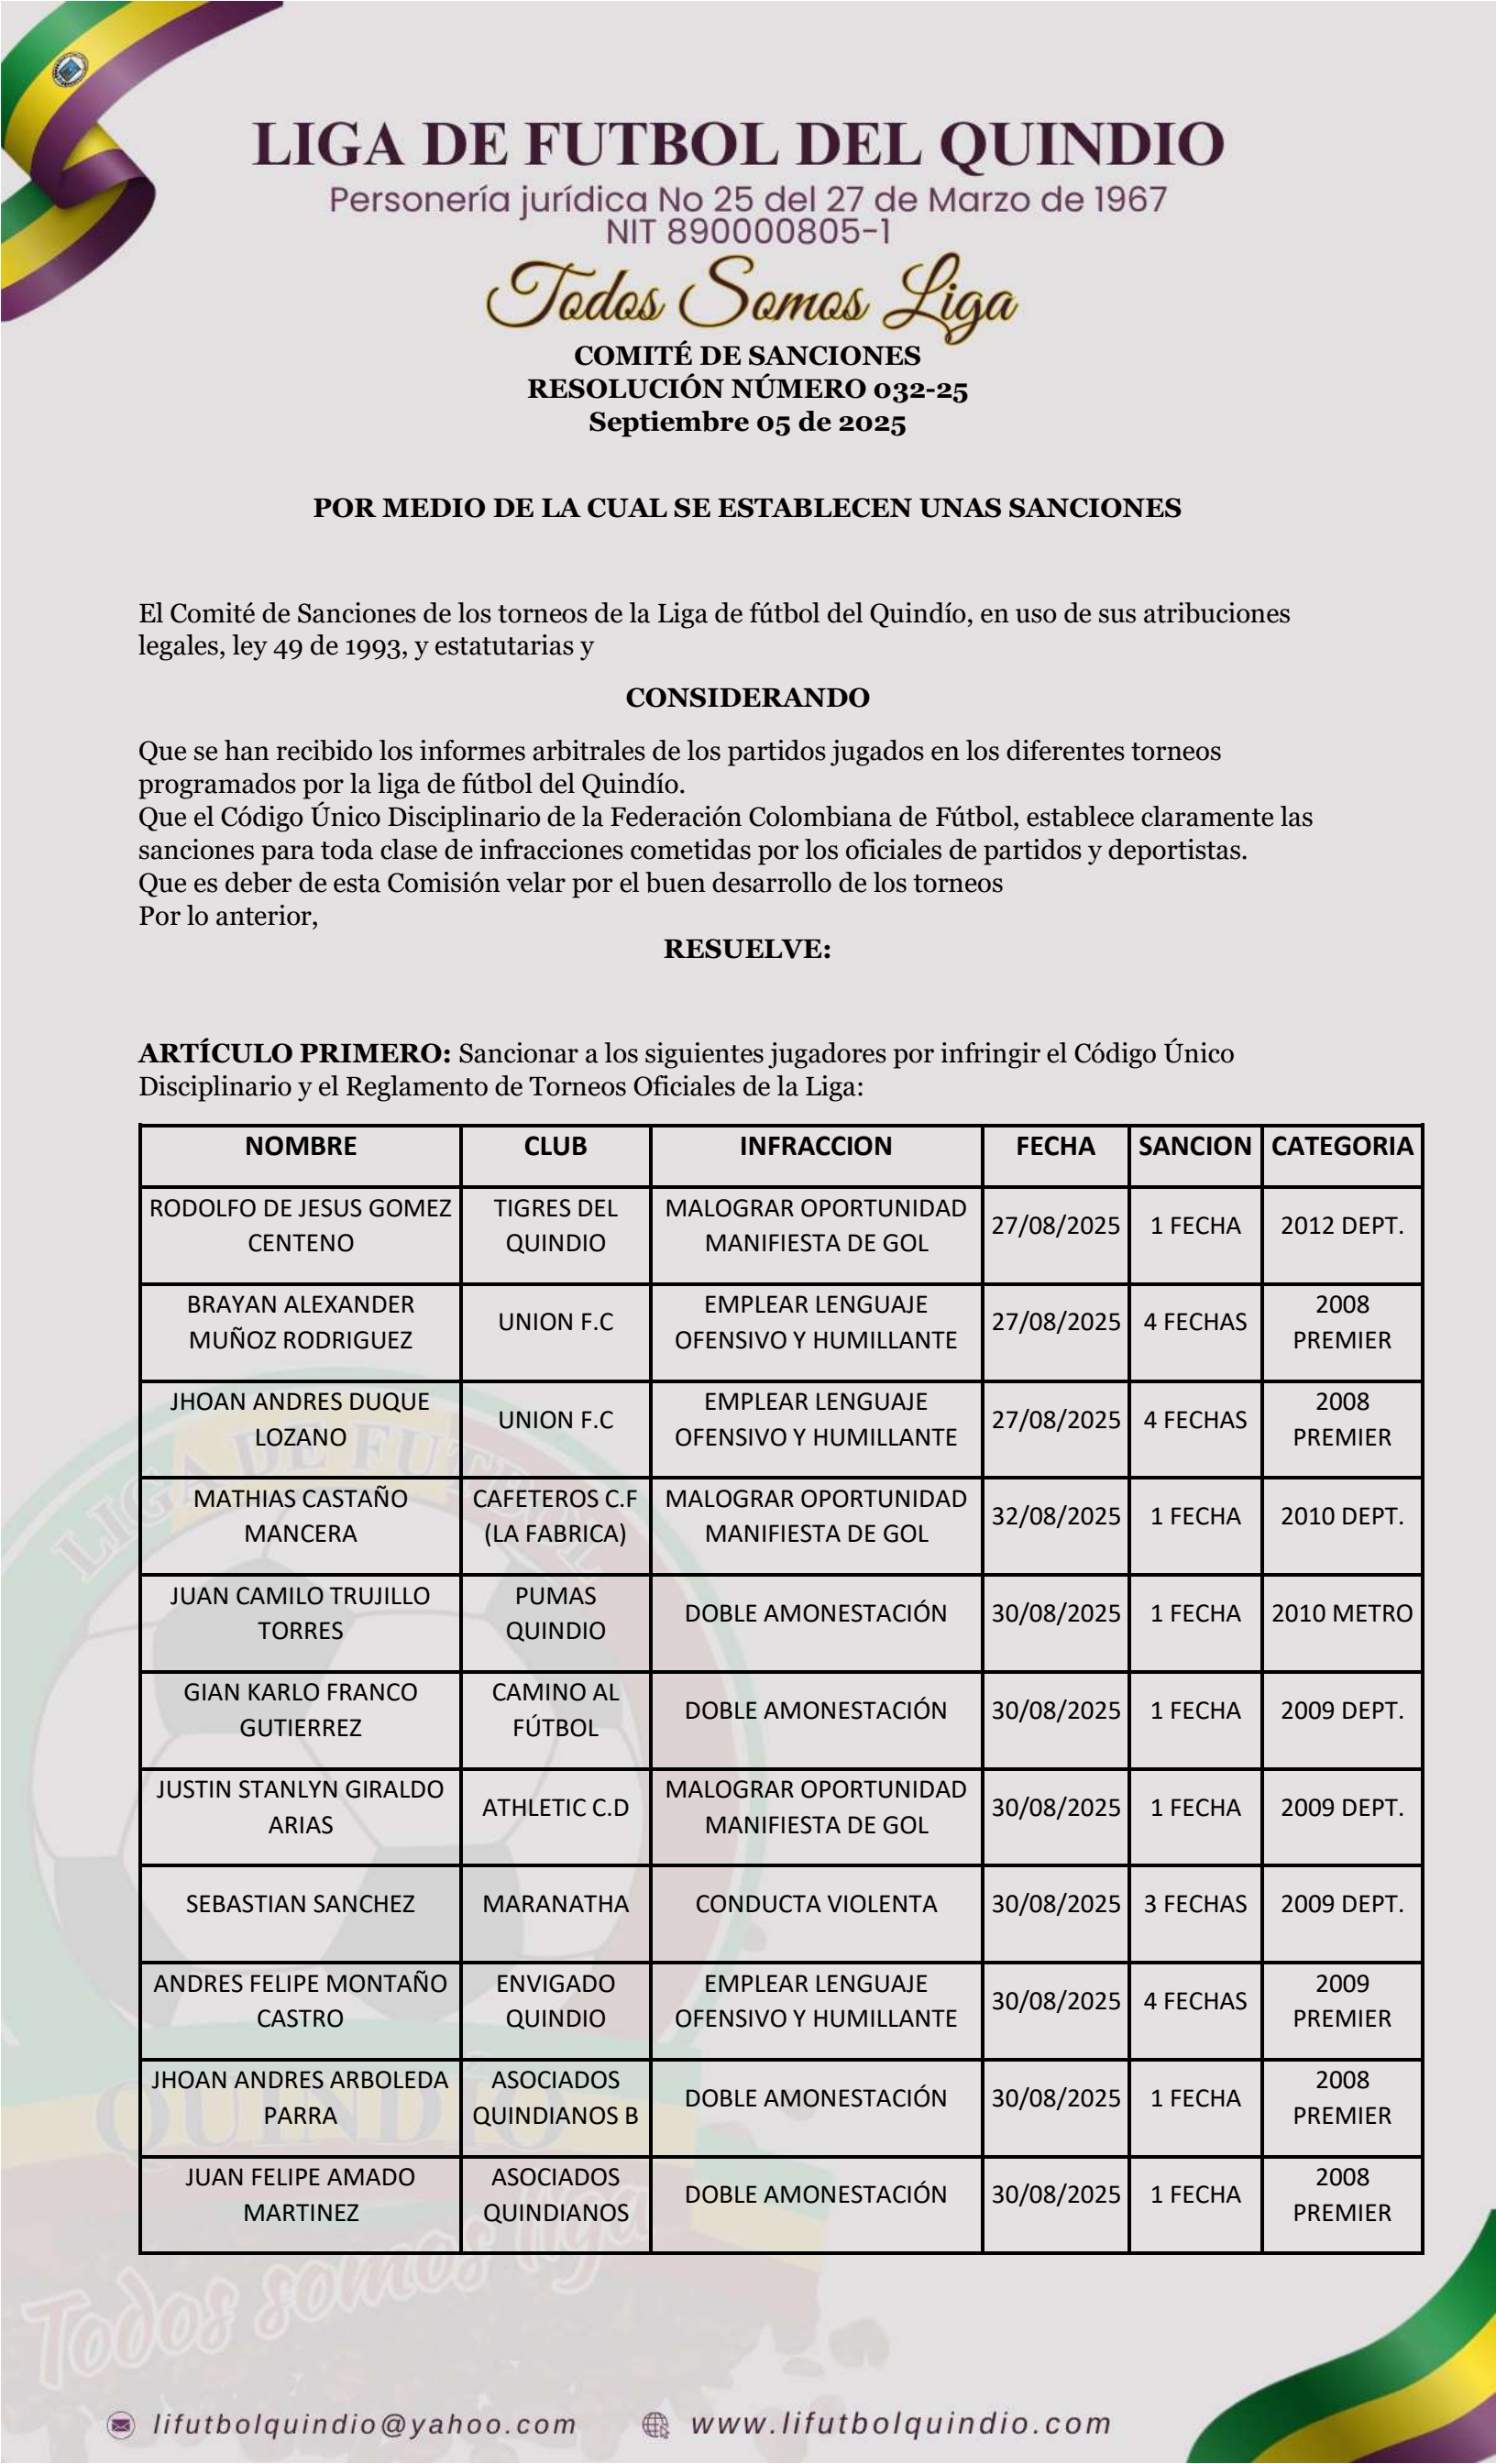 LIGA DE FUTBOL DEL QUINDIO
Personería jurídica No 25 del 27 de Marzo de 1967
NIT 890000805-1
Todos Somos Liga
COMITÉ DE SANCIONES
RESOLUCIÓN NÚMERO 032-25
Septiembre 05 de 2025
POR MEDIO DE LA CUAL SE ESTABLECEN UNAS SANCIONES
El Comité de Sanciones de los torneos de la Liga de fútbol del Quindío, en uso de sus atribuciones
legales, ley 49 de 1993, y estatutarias y
CONSIDERANDO
Que se han recibido los informes arbitrales de los partidos jugados en los diferentes torneos
programados por la liga de fútbol del Quindío.
Que el Código Único Disciplinario de la Federación Colombiana de Fútbol, establece claramente las
sanciones para toda clase de infracciones cometidas por los oficiales de partidos y deportistas.
Que es deber de esta Comisión velar por el buen desarrollo de los torneos
Por lo anterior,
RESUELVE:
ARTÍCULO PRIMERO: Sancionar a los siguientes jugadores por infringir el Código Único
Disciplinario y el Reglamento de Torneos Oficiales de la Liga:
NOMBRE CLUB INFRACCION FECHA SANCION CATEGORIA
RODOLFO DE JESUS GOMEZ CENTENO TIGRES DEL QUINDIO MALOGRAR OPORTUNIDAD MANIFIESTA DE GOL 27/08/2025 1 FECHA 2012 DEPT.
BRAYAN ALEXANDER MUÑOZ RODRIGUEZ UNION F.C EMPLEAR LENGUAJE OFENSIVO Y HUMILLANTE 27/08/2025 4 FECHAS 2008 PREMIER
JHOAN ANDRES DUQUE LOZANO UNION F.C EMPLEAR LENGUAJE OFENSIVO Y HUMILLANTE 27/08/2025 4 FECHAS 2008 PREMIER
MATHIAS CASTAÑO MANCERA CAFETEROS C.F (LA FABRICA) MALOGRAR OPORTUNIDAD MANIFIESTA DE GOL 32/08/2025 1 FECHA 2010 DEPT.
JUAN CAMILO TRUJILLO TORRES PUMAS QUINDIO DOBLE AMONESTACIÓN 30/08/2025 1 FECHA 2010 METRO
GIAN KARLO FRANCO GUTIERREZ CAMINO AL FÚTBOL DOBLE AMONESTACIÓN 30/08/2025 1 FECHA 2009 DEPT.
JUSTIN STANLYN GIRALDO ARIAS ATHLETIC C.D MALOGRAR OPORTUNIDAD MANIFIESTA DE GOL 30/08/2025 1 FECHA 2009 DEPT.
SEBASTIAN SANCHEZ MARANATHA CONDUCTA VIOLENTA 30/08/2025 3 FECHAS 2009 DEPT.
ANDRES FELIPE MONTAÑO CASTRO ENVIGADO QUINDIO EMPLEAR LENGUAJE OFENSIVO Y HUMILLANTE 30/08/2025 4 FECHAS 2009 PREMIER
JHOAN ANDRES ARBOLEDA PARRA ASOCIADOS QUINDIANOS B DOBLE AMONESTACIÓN 30/08/2025 1 FECHA 2008 PREMIER
JUAN FELIPE AMADO MARTINEZ ASOCIADOS QUINDIANOS DOBLE AMONESTACIÓN 30/08/2025 1 FECHA 2008 PREMIER
LIGA DE FUTBOL
QUINDÍO
Todos somos liga
lifutbolquindio@yahoo.com www.lifutbolquindio.com